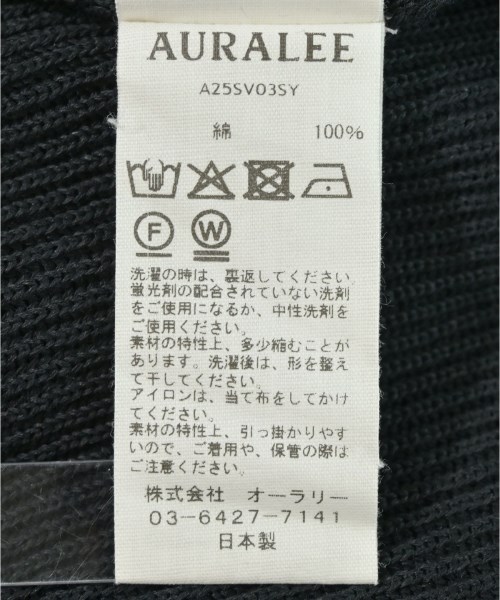 AURALEE
A25SV03SY
綿 100%
F W
洗濯の時は、裏返してください。
蛍光剤の配合されていない洗剤
をご使用になるか、中性洗剤を
ご使用ください。
素材の特性上、多少縮むことが
あります。洗濯後は、形を整え
て干してください。
アイロンは、当て布をしてかけ
てください。
素材の特性上、引っ掛かりやす
いので、ご着用や、保管の際は
ご注意ください。
株式会社 オーラリー
03-6427-7141
日本製